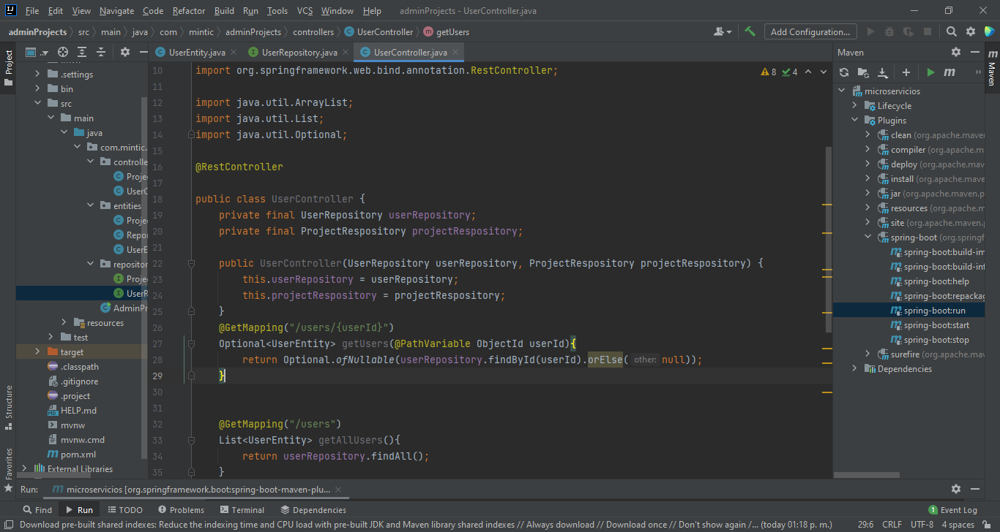 File Edit View Navigate Code Refactor Build Run Tools VCS Window Help adminProjects - UserController.java
adminProjects src main java com mintic adminProjects controllers UserController getUsers Add Configuration...
Project
UserEntity.java UserRepository.java UserController.java
Maven
.settings
bin
src
main
java
com.mintic.
controlle
Projec
UserC
entities
Projec
Repo
UserE
repositor
Projec
UserR
AdminPr
resources
test
target
.classpath
.gitignore
.project
HELP.md
mvnw
mvnw.cmd
pom.xml
External Libraries
Structure
Favorites
8 4
10 import org.springframework.web.bind.annotation.RestController;
11
12 import java.util.ArrayList;
13 import java.util.List;
14 import java.util.Optional;
15
16 @RestController
17
18 public class UserController {
19 private final UserRepository userRepository;
20 private final ProjectRespository projectRespository;
21
22 public UserController(UserRepository userRepository, ProjectRespository projectRespository) {
23 this.userRepository = userRepository;
24 this.projectRespository = projectRespository;
25 }
26 @GetMapping("/users/{userId}")
27 Optional<UserEntity> getUsers(@PathVariable ObjectId userId){
28 return Optional.ofNullable(userRepository.findById(userId).orElse( other: null));
29 }
30
31
32 @GetMapping("/users")
33 List<UserEntity> getAllUsers(){
34 return userRepository.findAll();
35 }
microservicios
Lifecycle
Plugins
clean (org.apache.maven
compiler (org.apache.m
deploy (org.apache.mav
install (org.apache.mave
jar (org.apache.maven.p
resources (org.apache.m
site (org.apache.maven.
spring-boot (org.springf
spring-boot:build-im
spring-boot:build-inf
spring-boot:help
spring-boot:repackag
spring-boot:run
spring-boot:start
spring-boot:stop
surefire (org.apache.mav
Dependencies
Maven
Run: microservicios [org.springframework.boot:spring-boot-maven-plu...
Find Run TODO Problems Terminal Dependencies 1 Event Log
Download pre-built shared indexes: Reduce the indexing time and CPU load with pre-built JDK and Maven library shared indexes // Always download // Download once // Don't show again /... (today 01:18 p. m.) 29:6 CRLF UTF-8 4 spaces